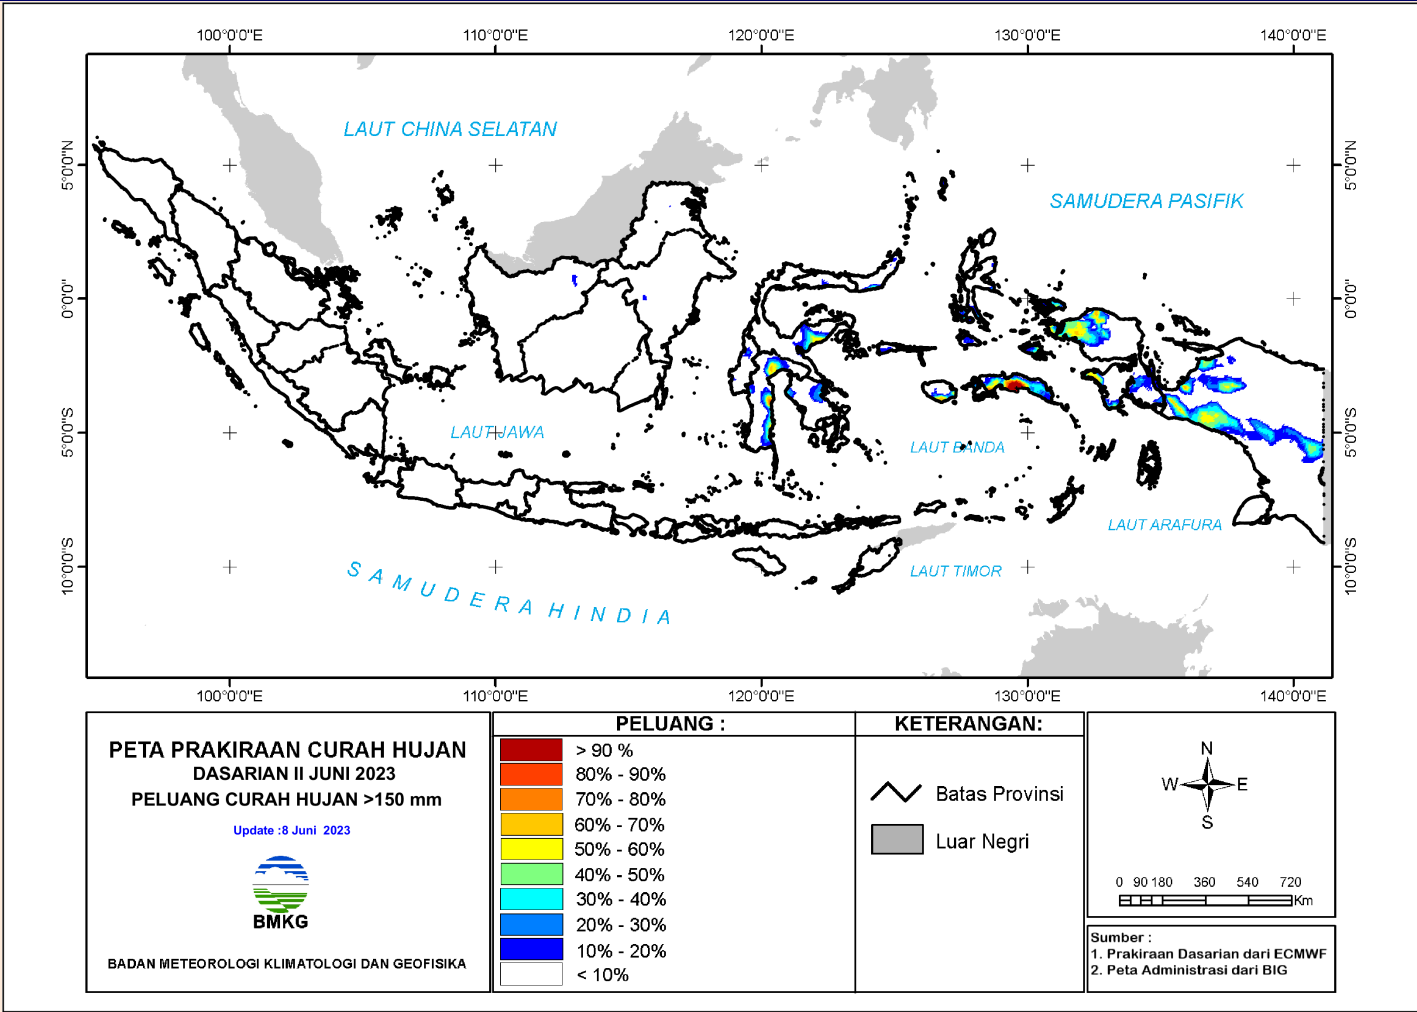 100°0'0"E 110°0'0"E 120°0'0"E 130°0'0"E 140°0'0"E
LAUT CHINA SELATAN
5°0'0"N 5°0'0"N
SAMUDERA PASIFIK
0°0'0" 0°0'0"
LAUT JAWA
5°0'0"S 5°0'0"S
LAUT BANDA
LAUT ARAFURA
10°0'0"S 10°0'0"S
LAUT TIMOR
SAMUDERA HINDIA
100°0'0"E 110°0'0"E 120°0'0"E 130°0'0"E 140°0'0"E
PETA PRAKIRAAN CURAH HUJAN
DASARIAN II JUNI 2023
PELUANG CURAH HUJAN >150 mm
Update :8 Juni 2023
BMKG
BADAN METEOROLOGI KLIMATOLOGI DAN GEOFISIKA
PELUANG :
> 90 %
80% - 90%
70% - 80%
60% - 70%
50% - 60%
40% - 50%
30% - 40%
20% - 30%
10% - 20%
< 10%
KETERANGAN:
Batas Provinsi
Luar Negri
N
W E
S
0 90 180 360 540 720
Km
Sumber :
1. Prakiraan Dasarian dari ECMWF
2. Peta Administrasi dari BIG